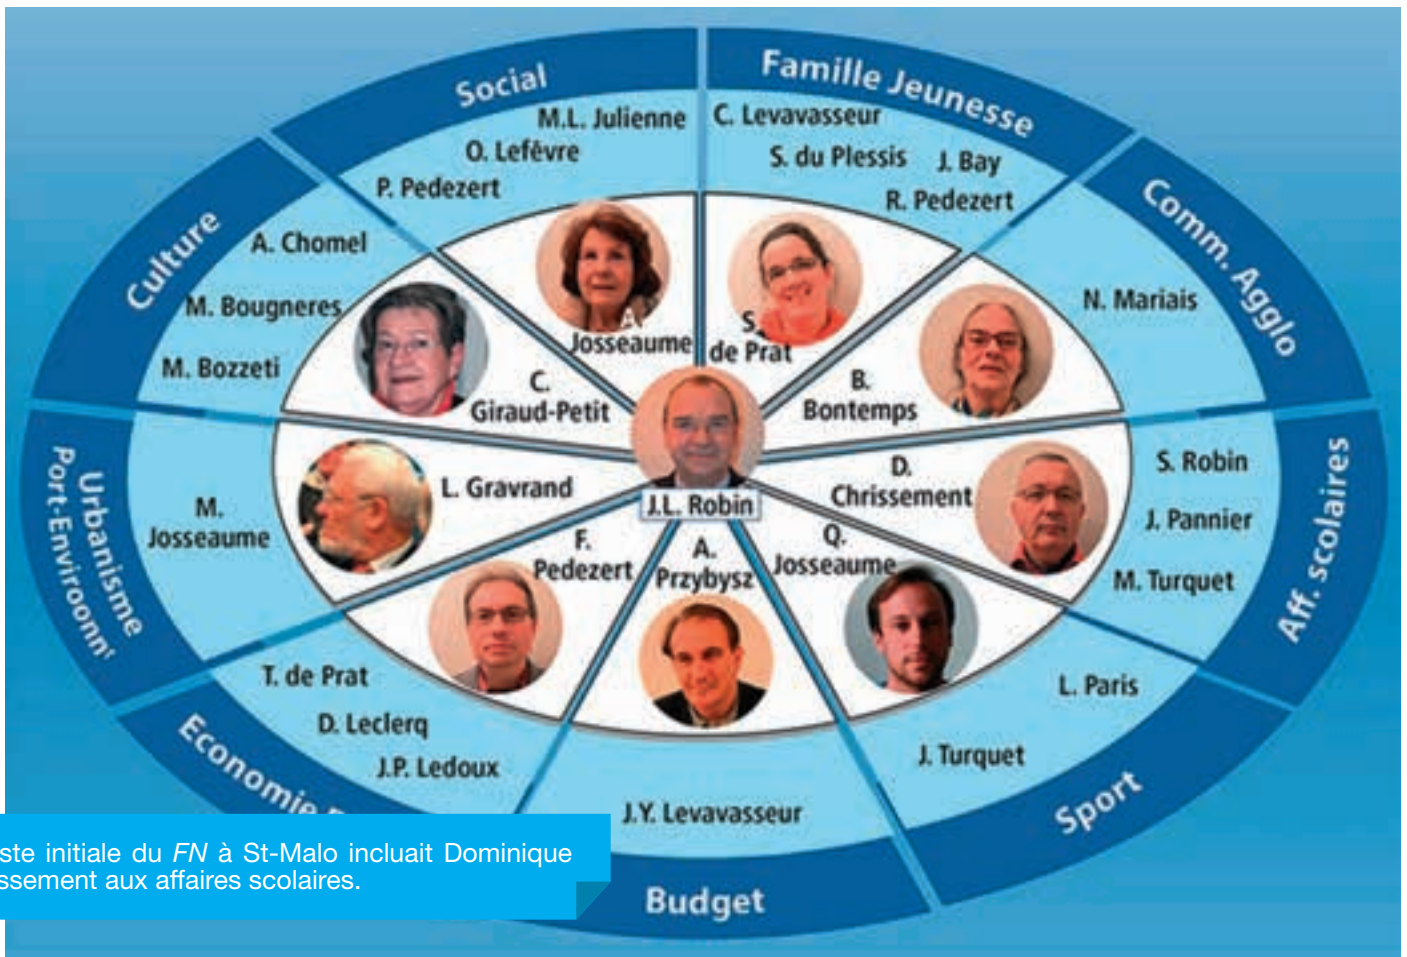 Social
M.L. Julienne
O. Lefèvre
P. Pedezert
A.
Josseaume
Famille Jeunesse
C. Levavasseur
S. du Plessis
J. Bay
R. Pedezert
S.
de Prat
Comm. Agglo
N. Mariais
B.
Bontemps
Aff. scolaires
S. Robin
J. Pannier
M. Turquet
D.
Chrissement
Sport
L. Paris
J. Turquet
Q.
Josseaume
Budget
J.Y. Levavasseur
A.
Przybysz
Economie
T. de Prat
D. Leclerq
J.P. Ledoux
F.
Pedezert
Urbanisme
Port-Environnt
M.
Josseaume
L. Gravrand
Culture
A. Chomel
M. Bougneres
M. Bozzeti
C.
Giraud-Petit
J.L. Robin
initiale du FN à St-Malo incluait Dominique
aux affaires scolaires.